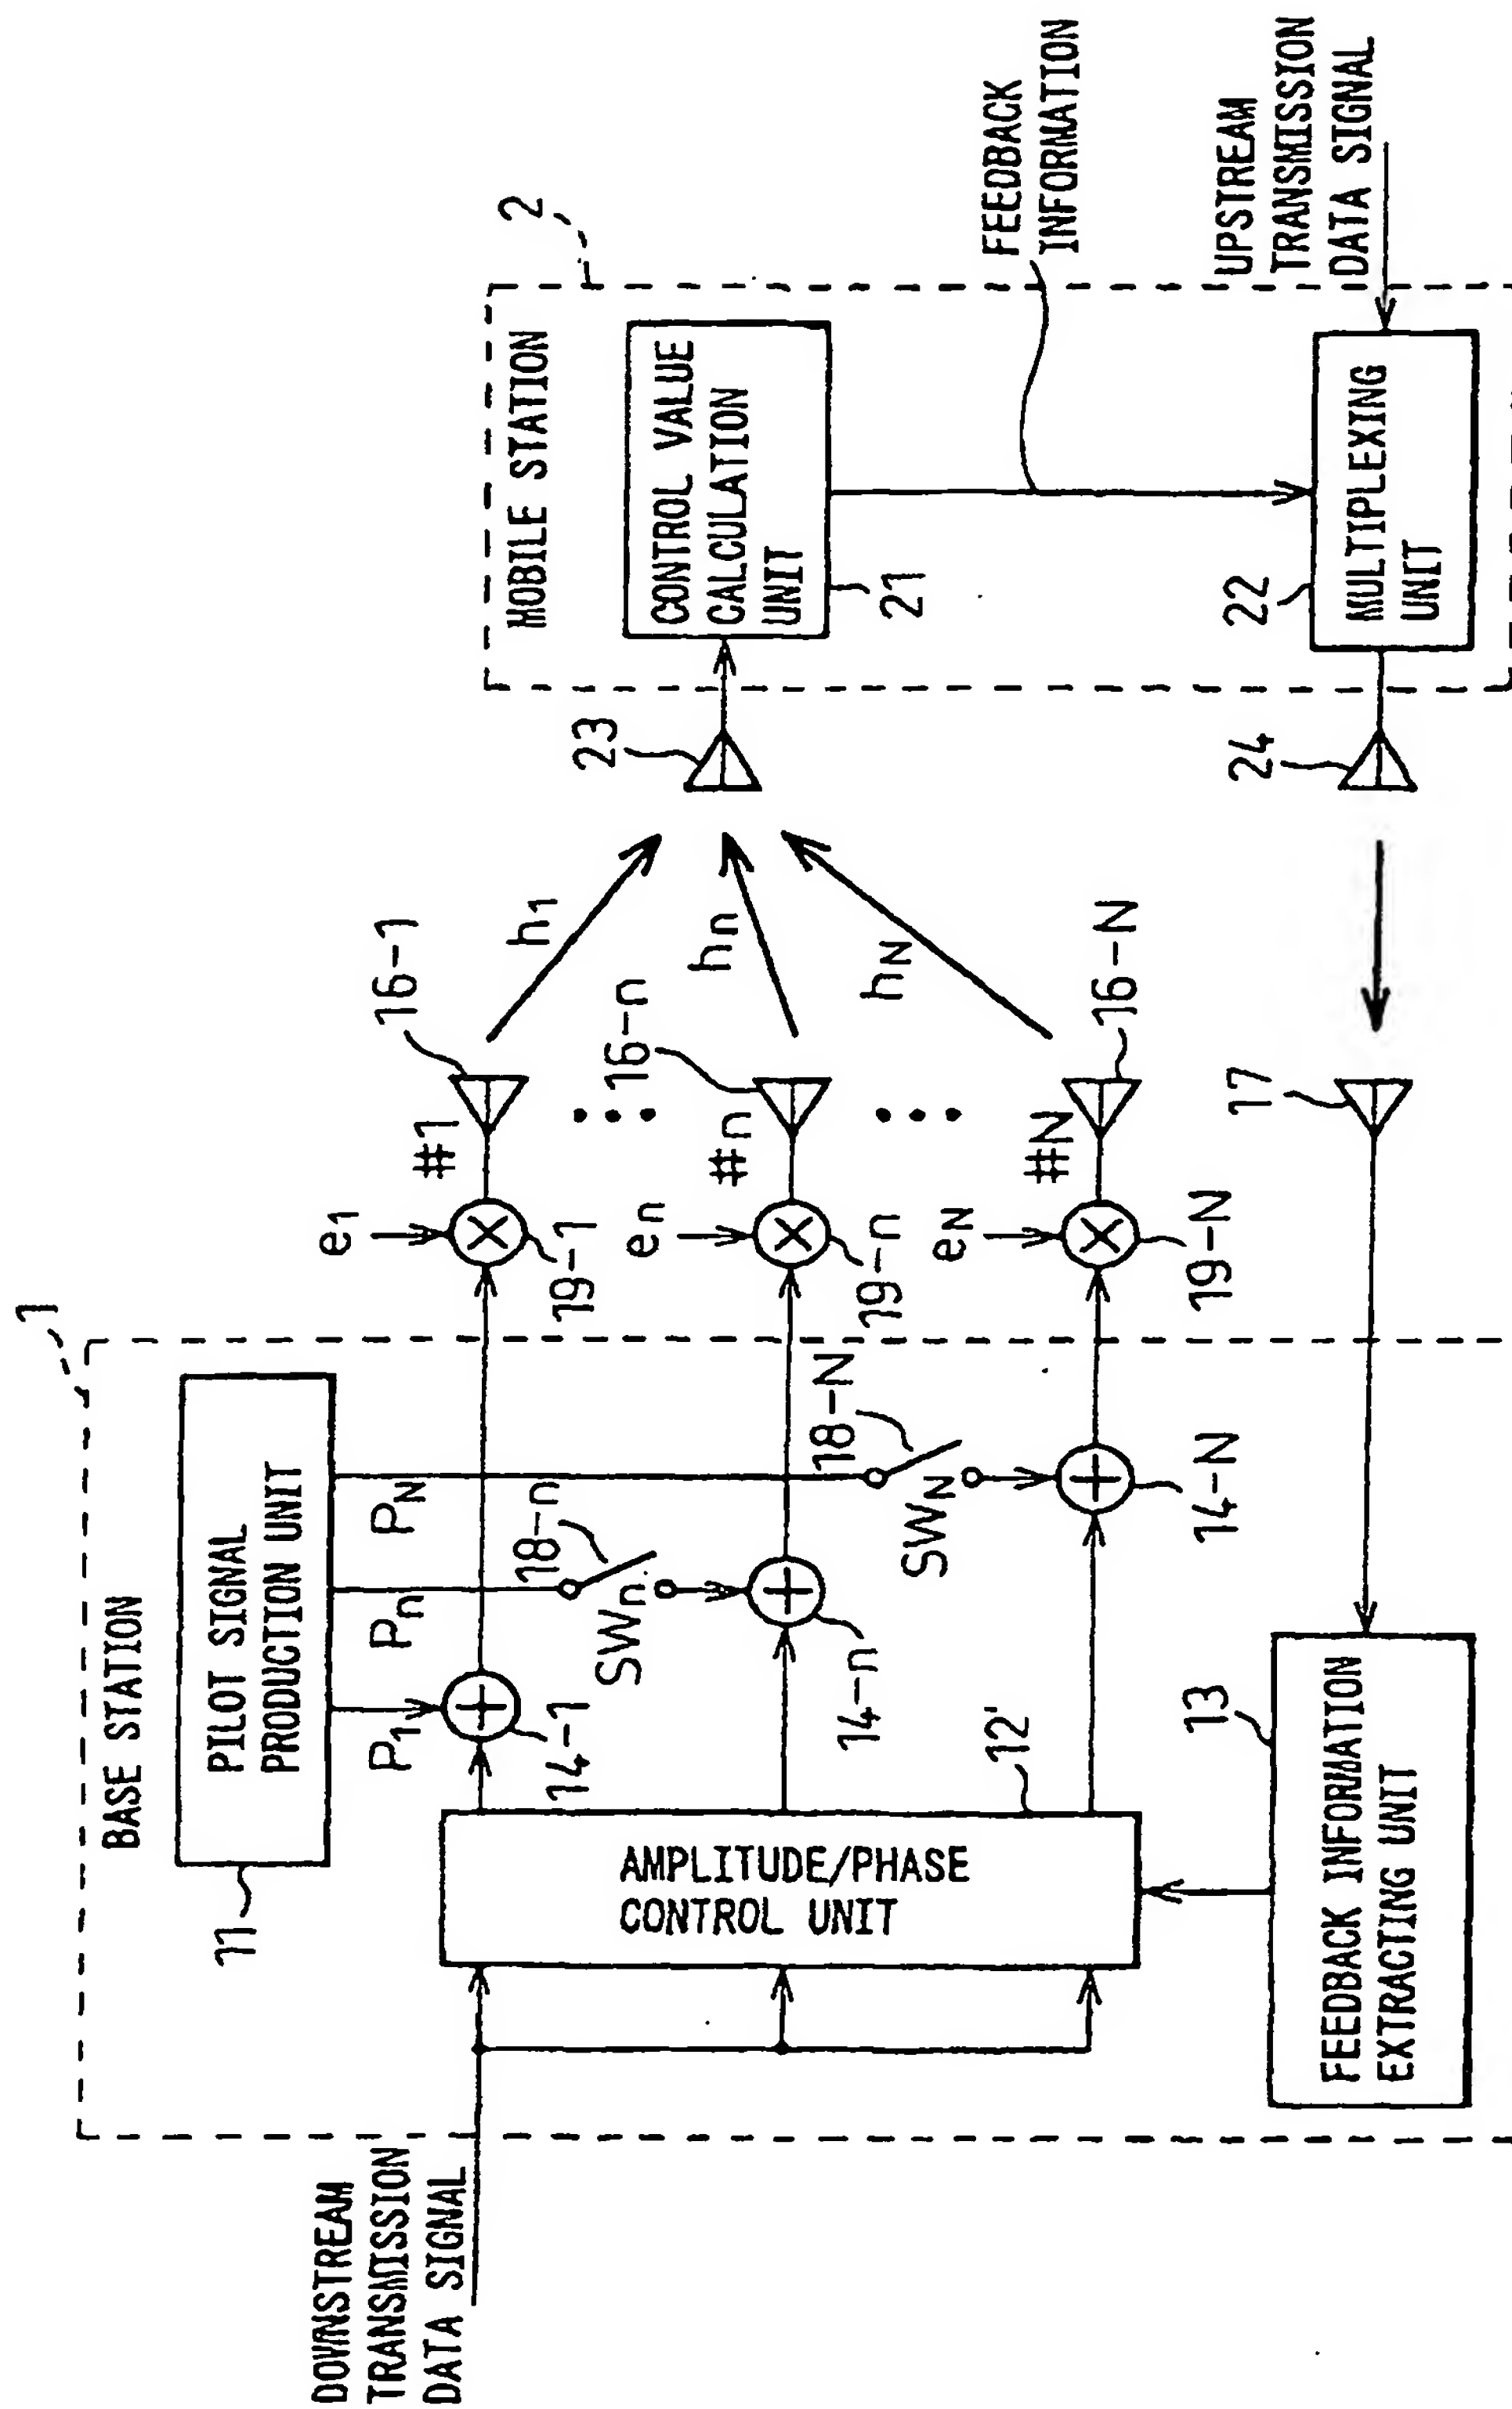 1
BASE STATION
11
PILOT SIGNAL
PRODUCTION UNIT
P1
Pn
PN
DOWNSTREAM
TRANSMISSION
DATA SIGNAL
AMPLITUDE/PHASE
CONTROL UNIT
12'
14-1
SWn
18-n
14-n
SWN
18-N
14-N
13
FEEDBACK INFORMATION
EXTRACTING UNIT
e1
19-1
#1
16-1
en
19-n
#n
16-n
eN
19-N
#N
16-N
17
h1
hn
hN
2
MOBILE STATION
23
CONTROL VALUE
CALCULATION
UNIT
21
FEEDBACK
INFORMATION
24
22
MULTIPLEXING
UNIT
UPSTREAM
TRANSMISSION
DATA SIGNAL